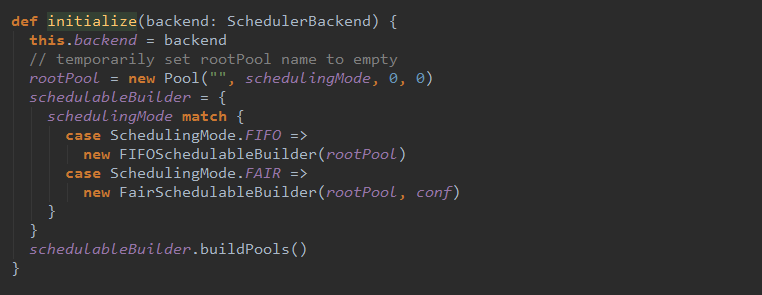 def initialize(backend: SchedulerBackend) {
  this.backend = backend
  // temporarily set rootPool name to empty
  rootPool = new Pool("", schedulingMode, 0, 0)
  schedulableBuilder = {
    schedulingMode match {
      case SchedulingMode.FIFO =>
        new FIFOSchedulableBuilder(rootPool)
      case SchedulingMode.FAIR =>
        new FairSchedulableBuilder(rootPool, conf)
    }
  }
  schedulableBuilder.buildPools()
}